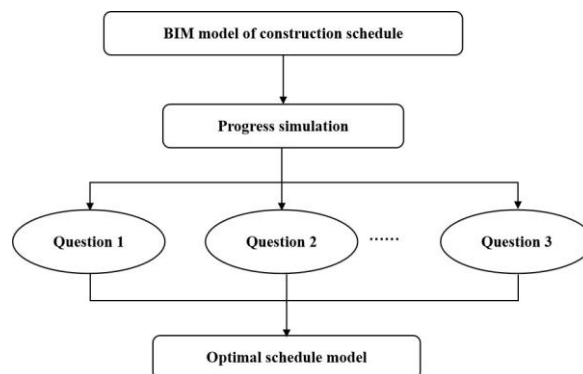 BIM model of construction schedule
Progress simulation
Question 1
Question 2
......
Question 3
Optimal schedule model